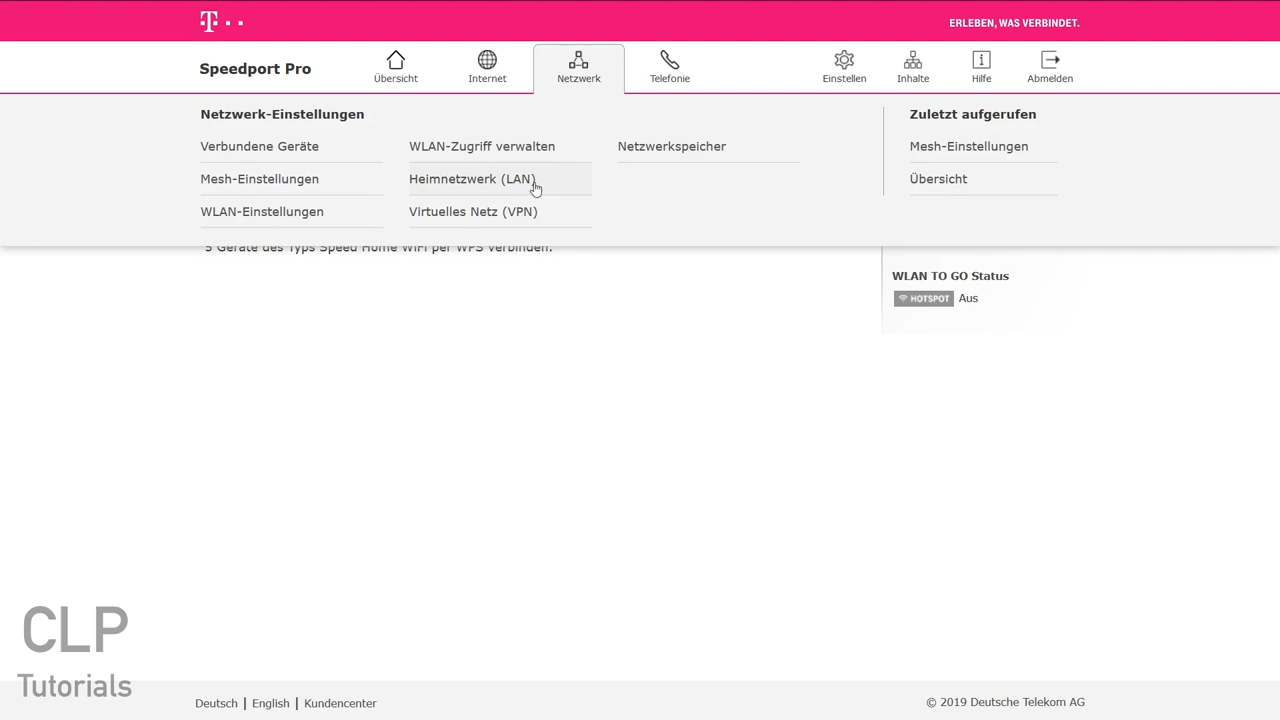 T
ERLEBEN, WAS VERBINDET.
Speedport Pro
Übersicht
Internet
Netzwerk
Telefonie
Einstellen
Inhalte
Hilfe
Abmelden
Netzwerk-Einstellungen
Verbundene Geräte
Mesh-Einstellungen
WLAN-Einstellungen
WLAN-Zugriff verwalten
Heimnetzwerk (LAN)
Virtuelles Netz (VPN)
Netzwerkspeicher
Zuletzt aufgerufen
Mesh-Einstellungen
Übersicht
5 Geräte des Typs Speed Home WiFi per WPS verbinden.
WLAN TO GO Status
HOTSPOT Aus
CLP
Tutorials
Deutsch | English | Kundencenter
© 2019 Deutsche Telekom AG